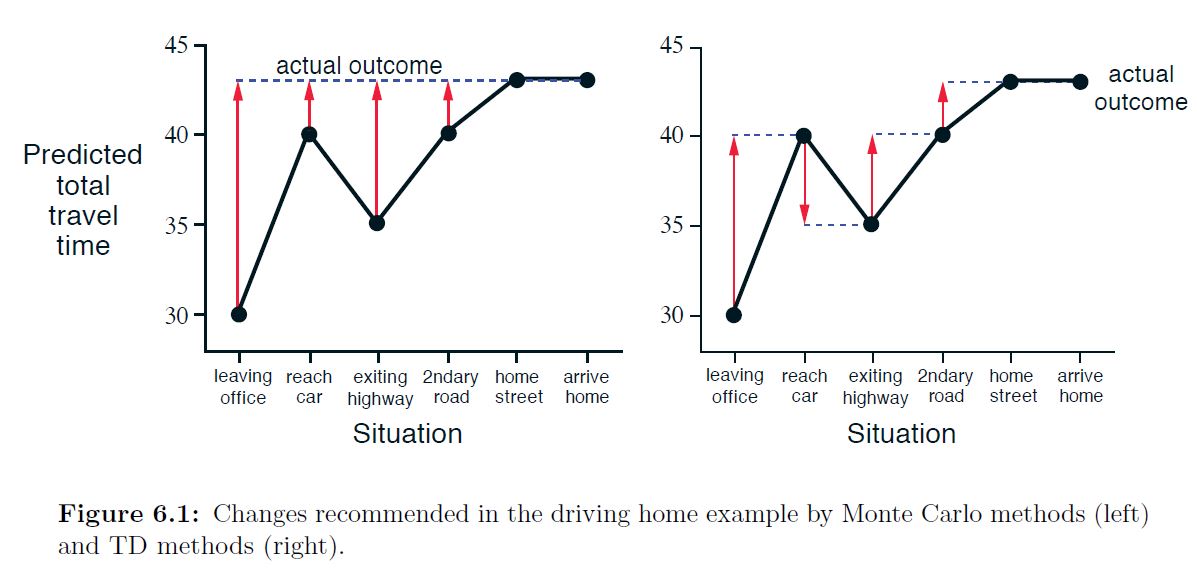 Predicted
total
travel
time
45
40
35
30
actual outcome
leaving
office
reach
car
exiting
highway
2ndary
road
home
street
arrive
home
Situation
45
40
35
30
actual
outcome
leaving
office
reach
car
exiting
highway
2ndary
road
home
street
arrive
home
Situation
Figure 6.1: Changes recommended in the driving home example by Monte Carlo methods (left)
and TD methods (right).